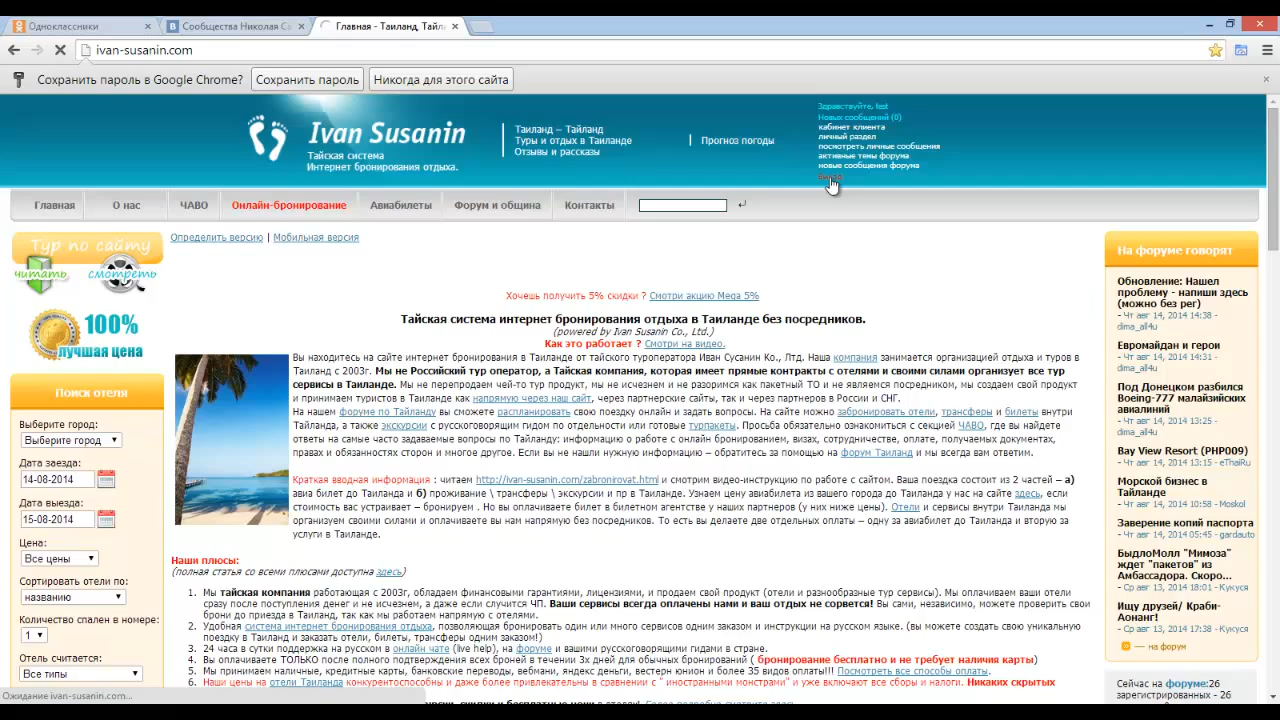 Одноклассники
Сообщества Николая С
Главная - Таиланд, Тайл
ivan-susanin.com
Сохранить пароль в Google Chrome?
Сохранить пароль
Никогда для этого сайта
Ivan Susanin
Тайская система
Интернет бронирования отдыха.
Таиланд — Тайланд
Туры и отдых в Таиланде
Отзывы и рассказы
Прогноз погоды
Здравствуйте, test
Новых сообщений (0)
кабинет клиента
личный раздел
посмотреть личные сообщения
активные темы форума
новые сообщения форума
Главная
О нас
ЧАВО
Онлайн-бронирование
Авиабилеты
Форум и община
Контакты
Тур по сайту
читать
смотреть
100%
лучшая цена
Поиск отеля
Выберите город:
Выберите город
Дата заезда:
14-08-2014
Дата выезда:
15-08-2014
Цена:
Все цены
Сортировать отели по:
названию
Количество спален в номере:
1
Отель считается:
Все типы
Ожидание ivan-susanin.com...
Определить версию | Мобильная версия
Хочешь получить 5% скидки ? Смотри акцию Mega 5%
Тайская система интернет бронирования отдыха в Таиланде без посредников.
(powered by Ivan Susanin Co., Ltd.)
Как это работает ? Смотри на видео.
Вы находитесь на сайте интернет бронирования в Таиланде от тайского туроператора Иван Сусанин Ко., Лтд. Наша компания занимается организацией отдыха и туров в
Таиланд с 2003г. Мы не Российский тур оператор, а Тайская компания, которая имеет прямые контракты с отелями и своими силами организует все тур
сервисы в Таиланде. Мы не перепродаем чей-то тур продукт, мы не исчезнем и не разоримся как пакетный ТО и не являемся посредником, мы создаем свой продукт
и принимаем туристов в Таиланде как напрямую через наш сайт, через партнерские сайты, так и через партнеров в России и СНГ.
На нашем форуме по Тайланду вы сможете распланировать свою поездку онлайн и задать вопросы. На сайте можно забронировать отели, трансферы и билеты внутри
Тайланда, а также экскурсии с русскоговорящим гидом по отдельности или готовые турпакеты. Просьба обязательно ознакомиться с секцией ЧАВО, где вы найдете
ответы на самые часто задаваемые вопросы по Тайланду: информацию о работе с онлайн бронированием, визах, сотрудничестве, оплате, получаемых документах,
правах и обязанностях сторон и многое другое. Если вы не нашли нужную информацию – обратитесь за помощью на форум Таиланд и мы всегда вам ответим.
Краткая вводная информация : читаем http://ivan-susanin.com/zabronirovat.html и смотрим видео-инструкцию по работе с сайтом. Ваша поездка состоит из 2 частей – а)
авиа билет до Таиланда и б) проживание \ трансферы \ экскурсии и пр в Таиланде. Узнаем цену авиабилета из вашего города до Таиланда у нас на сайте здесь, если
стоимость вас устраивает – бронируем . Но вы оплачиваете билет в билетном агентстве у наших партнеров (у них ниже цены). Отели и сервисы внутри Таиланда мы
организуем своими силами и оплачиваете вы нам напрямую без посредников. То есть вы делаете две отдельных оплаты – одну за авиабилет до Таиланда и вторую за
услуги в Таиланде.
Наши плюсы:
(полная статья со всеми плюсами доступна здесь)
1. Мы тайская компания работающая с 2003г, обладаем финансовыми гарантиями, лицензиями, и продаем свой продукт (отели и разнообразные тур сервисы). Мы оплачиваем ваши отели
сразу после поступления денег и не исчезнем, а даже если случится ЧП. Ваши сервисы всегда оплачены нами и ваш отдых не сорвется! Вы сами, независимо, можете проверить свои
брони до приезда в Таиланд, так как мы работаем напрямую с отелями.
2. Удобная система интернет бронирования отдыха, позволяющая бронировать один или много сервисов одним заказом и инструкции на русском языке. (вы можете создать свою уникальную
поездку в Таиланд и заказать отели, билеты, трансферы одним заказом!)
3. 24 часа в сутки поддержка на русском в онлайн чате (live help), на форуме и вашими русскоговорящими гидами в стране.
4. Вы оплачиваете ТОЛЬКО после полного подтверждения всех броней в течении 3х дней для обычных бронирований ( бронирование бесплатно и не требует наличия карты)
5. Мы принимаем наличные, кредитные карты, банковские переводы, вебмани, яндекс деньги, вестерн юнион и более 35 видов оплаты!!! Посмотреть все способы оплаты.
6. Наши цены на отели Таиланда конкурентоспособны и даже более привлекательны в сравнении с " иностранными монстрами" и уже включают все сборы и налоги. Никаких скрытых
На форуме говорят
Обновление: Нашел
проблему - напиши здесь
(можно без рег)
- Чт авг 14, 2014 14:38 -
dima_all4u
Евромайдан и герои
- Чт авг 14, 2014 14:31 -
dima_all4u
Под Донецком разбился
Boeing-777 малайзийских
авиалиний
- Чт авг 14, 2014 13:25 -
dima_all4u
Bay View Resort (PHP009)
- Чт авг 14, 2014 13:15 - eThaiRu
Морской бизнес в
Тайланде
- Чт авг 14, 2014 10:58 - Moskol
Заверение копий паспорта
- Чт авг 14, 2014 05:45 - gardauto
БыдлоМолл "Мимоза"
ждет "пакетов" из
Амбассадора. Скоро...
- Ср авг 13, 2014 18:01 - Кукуся
Ищу друзей/ Краби-
Аонанг!
- Ср авг 13, 2014 17:38 - Кукуся
— на форум
Сейчас на форуме:26
зарегистрированных - 26